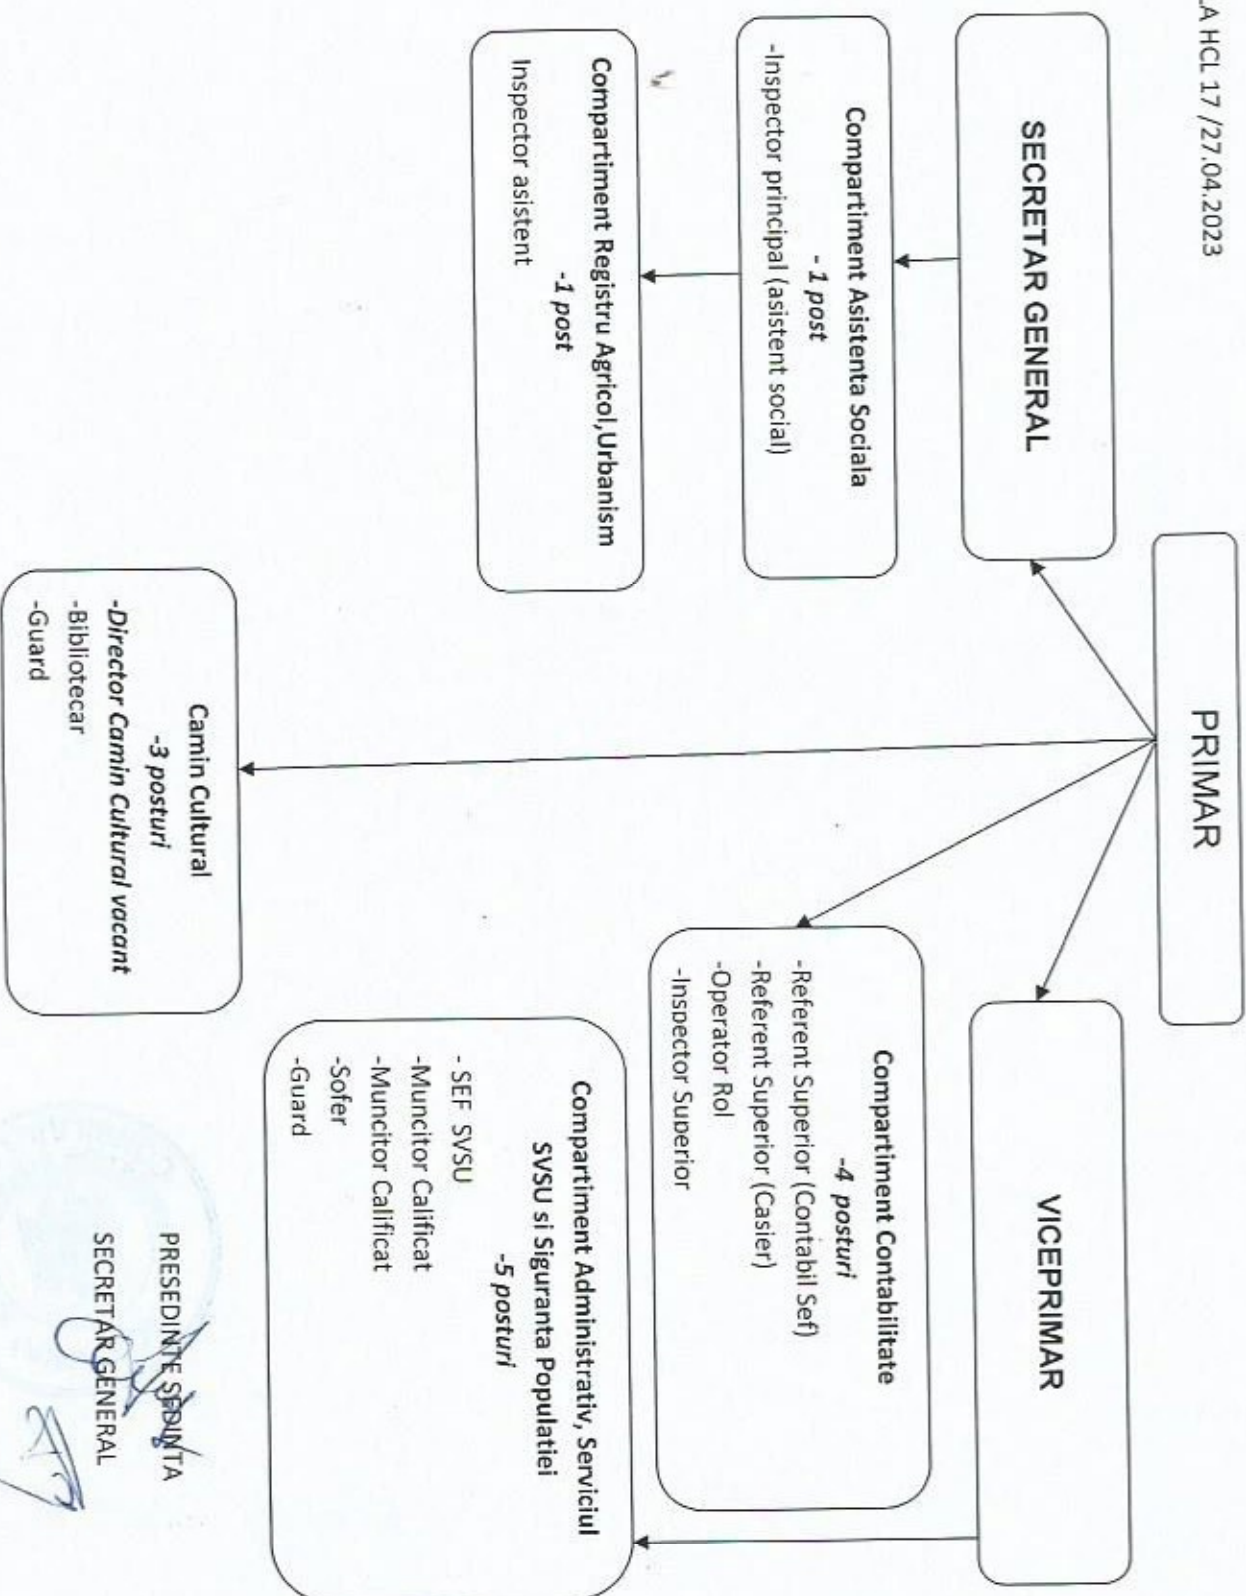 A HCL 17 /27.04.2023
PRIMAR
SECRETAR GENERAL
VICEPRIMAR
Compartiment Asistenta Sociala
- 1 post
-Inspector principal (asistent social)
Compartiment Contabilitate
-4 posturi
-Referent Superior (Contabil Sef)
-Referent Superior (Casier)
-Operator Rol
-Inspector Superior
Compartiment Registru Agricol,Urbanism
-1 post
Inspector asistent
Compartiment Administrativ, Serviciul
SVSU si Siguranta Populatiei
-5 posturi
- SEF SVSU
-Muncitor Calificat
-Muncitor Calificat
-Sofer
-Guard
Camin Cultural
-3 posturi
-Director Camin Cultural vacant
-Bibliotecar
-Guard
PRESEDINTE SEDINTA
SECRETAR GENERAL